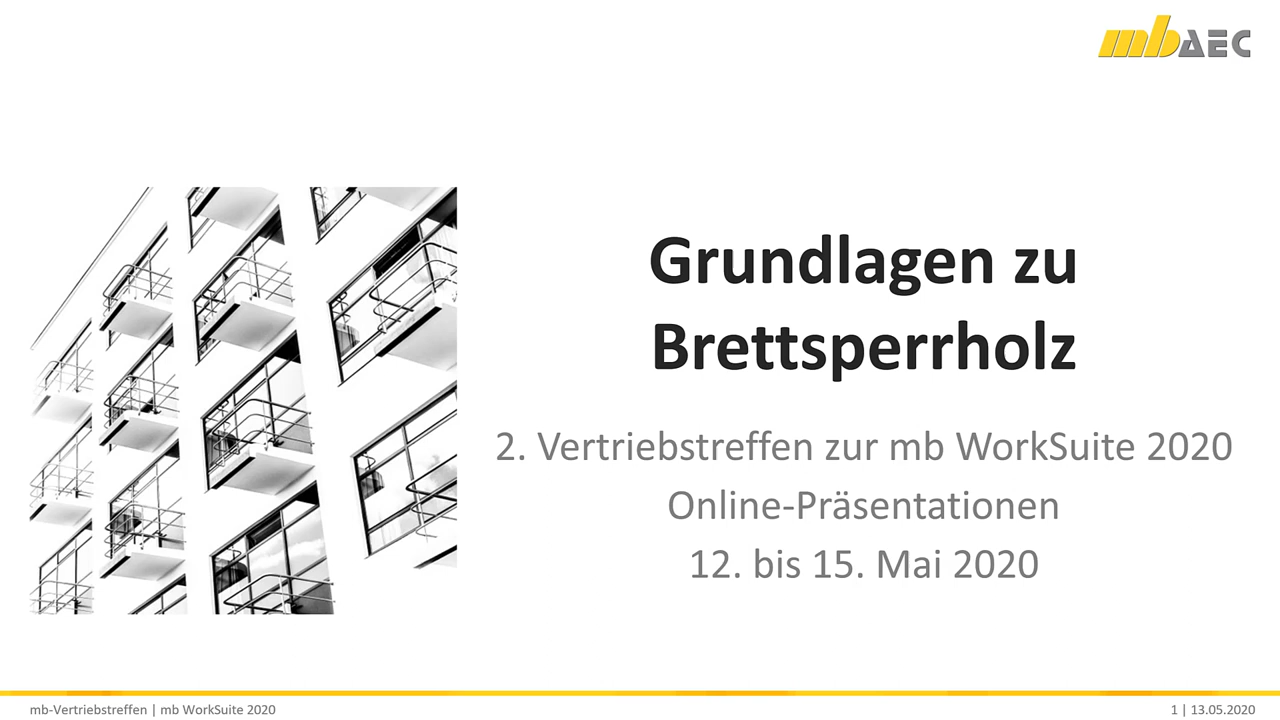 mbAEC
Grundlagen zu
Brettsperrholz
2. Vertriebstreffen zur mb WorkSuite 2020
Online-Präsentationen
12. bis 15. Mai 2020
mb-Vertriebstreffen | mb WorkSuite 2020
1 | 13.05.2020